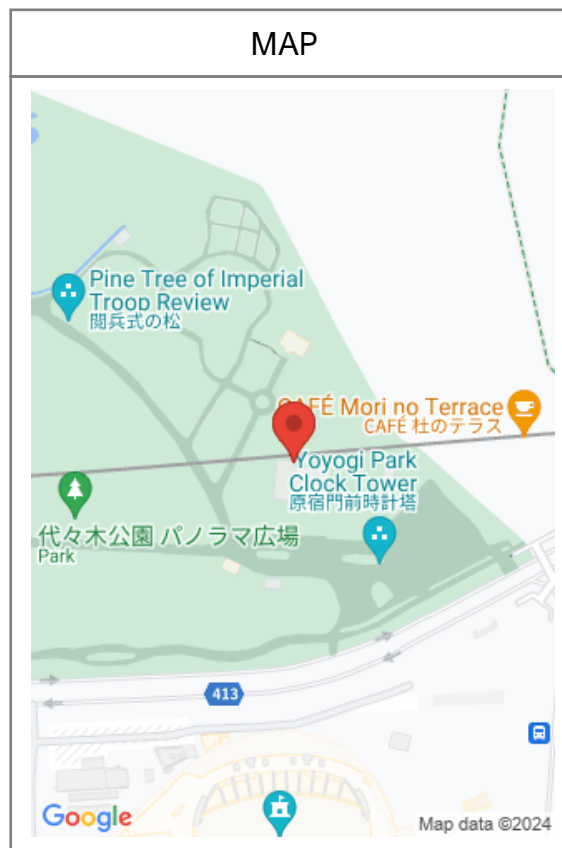 MAP
Pine Tree of Imperial
Troop Review
閲兵式の松
CAFÉ Mori no Terrace
CAFÉ 杜のテラス
Yoyogi Park
Clock Tower
原宿門前時計塔
代々木公園 パノラマ広場
Park
413
Google
Map data ©2024